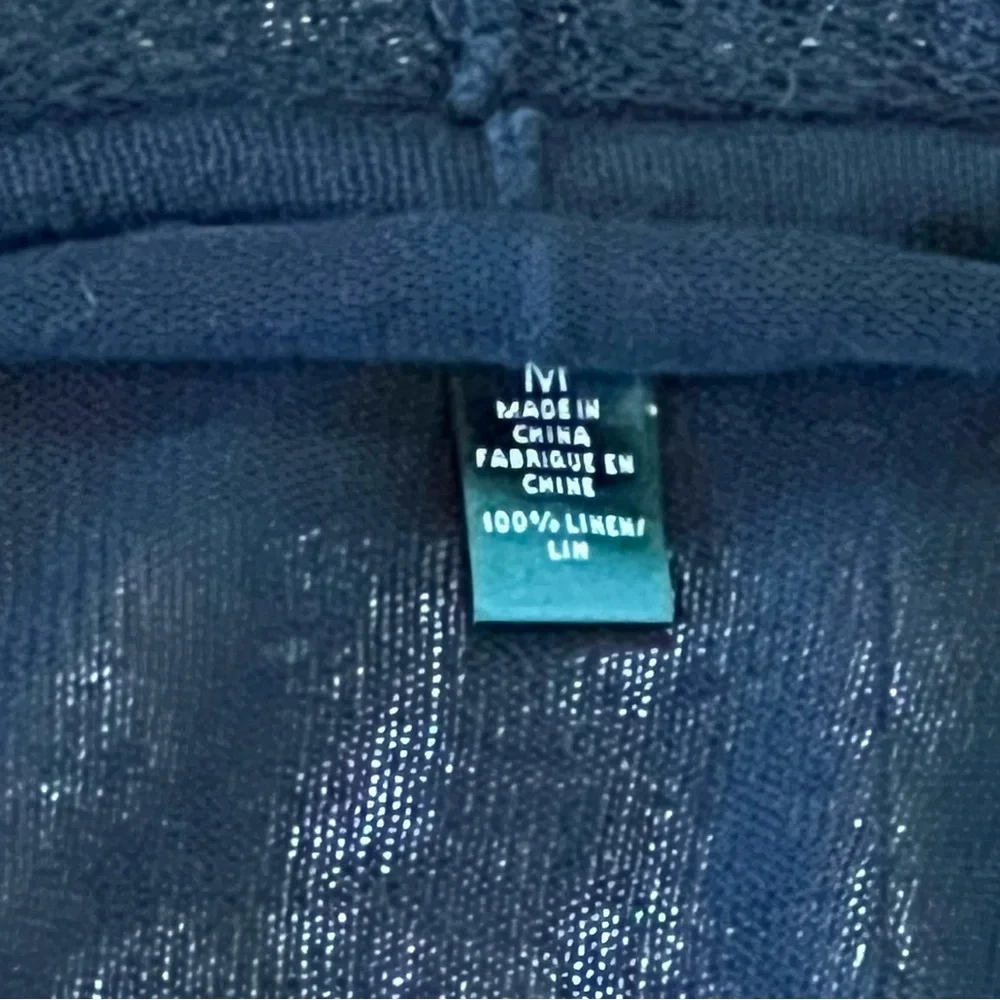 M
MADE IN
CHINA
FABRIQUE EN
CHINE
100% LINEN/
LIN